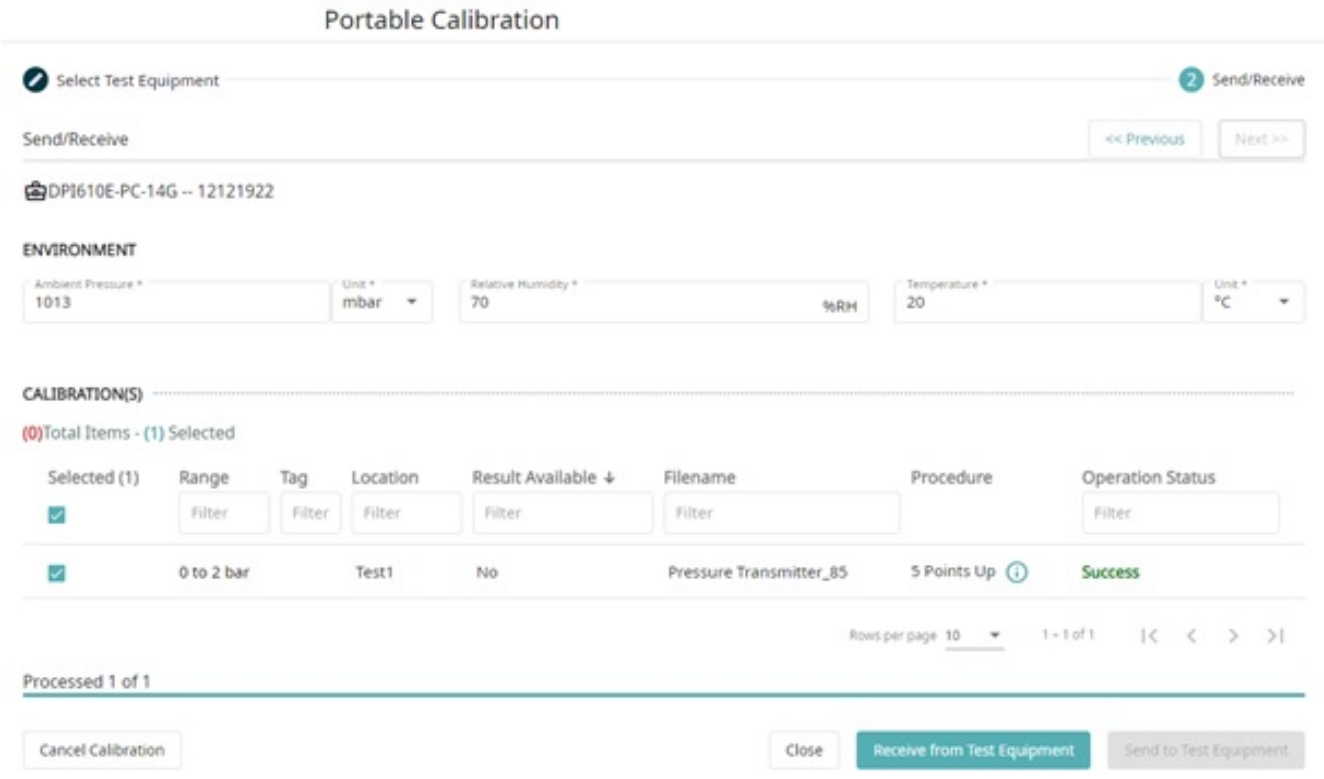 Portable Calibration
Select Test Equipment
2 Send/Receive
Send/Receive
<< Previous
Next >>
DPI610E-PC-14G -- 12121922
ENVIRONMENT
Ambient Pressure *
1013
Unit *
mbar
Relative Humidity *
70
%RH
Temperature *
20
Unit *
°C
CALIBRATION(S)
(0)Total Items - (1) Selected
Selected (1) Range Tag Location Result Available ↓ Filename Procedure Operation Status
Filter Filter Filter Filter Filter Filter
0 to 2 bar Test1 No Pressure Transmitter_85 5 Points Up Success
Rows per page 10 1 - 1 of 1
Processed 1 of 1
Cancel Calibration Close Receive from Test Equipment Send to Test Equipment